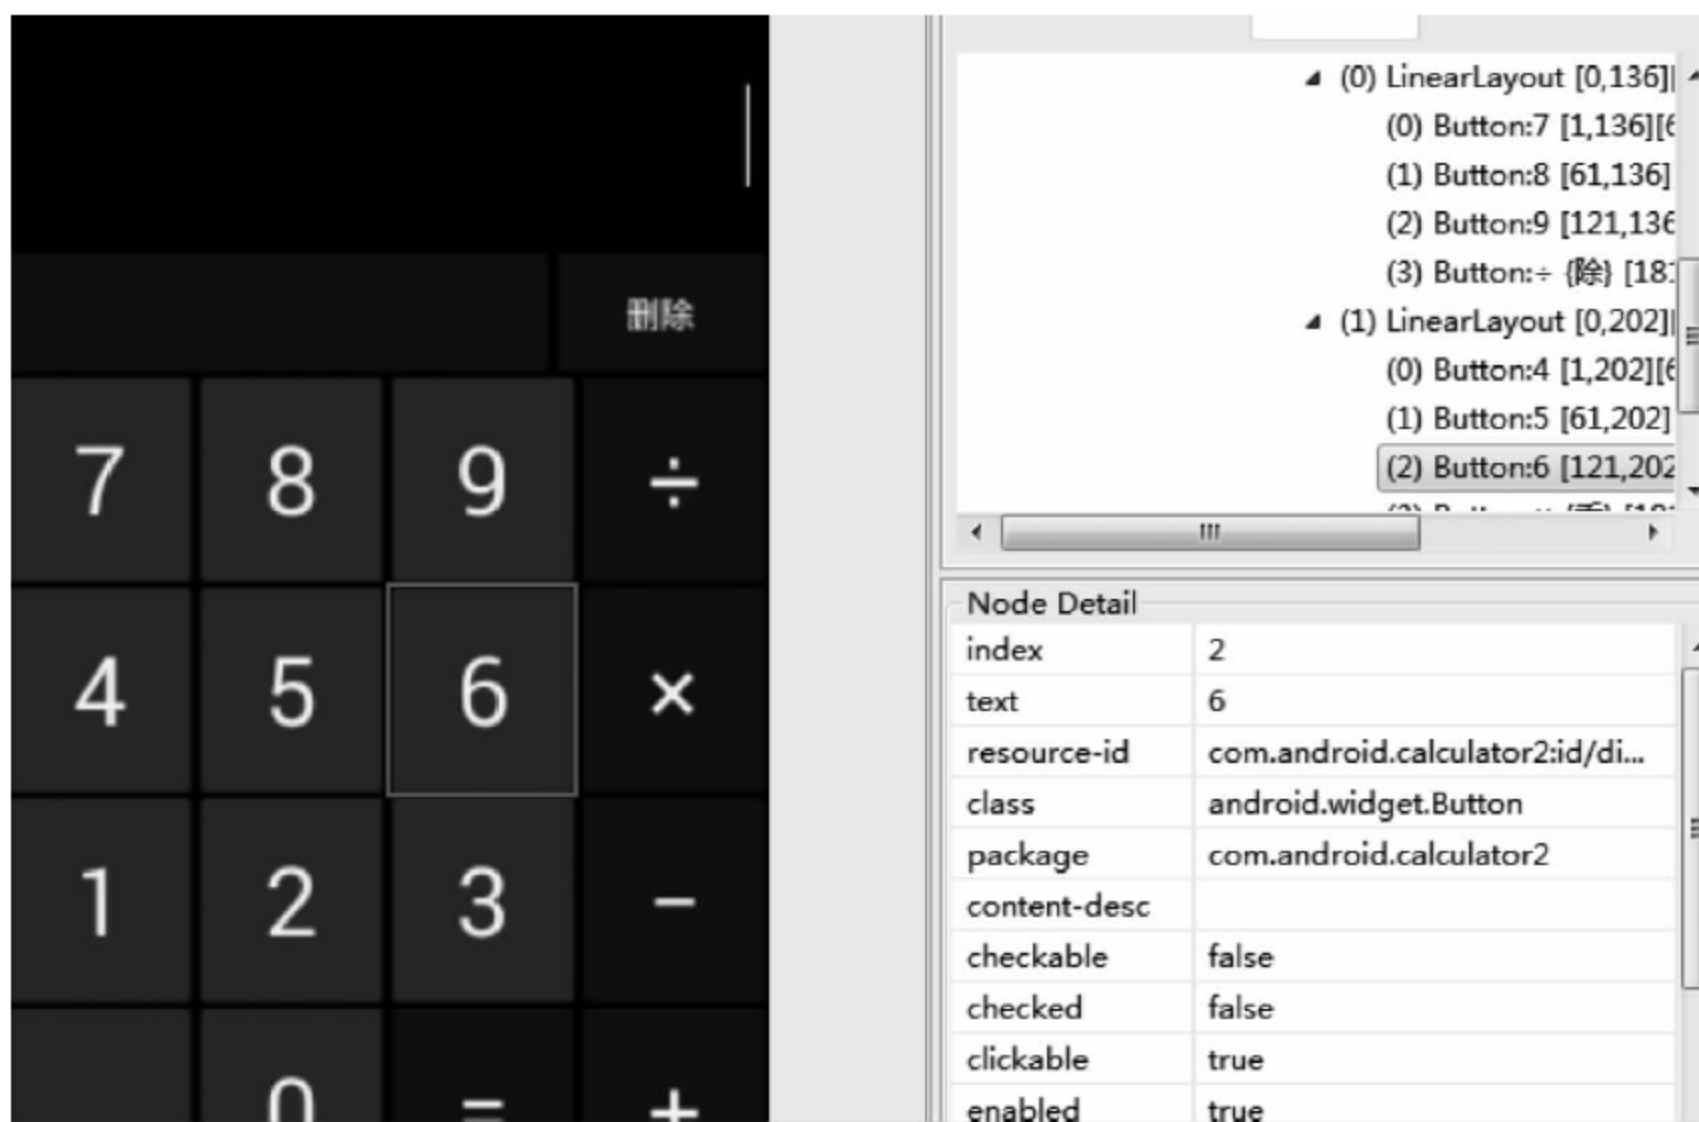 删除
7 8 9 ÷
4 5 6 ×
1 2 3 −
0 = +
(0) LinearLayout [0,136]
(0) Button:7 [1,136][6
(1) Button:8 [61,136]
(2) Button:9 [121,136
(3) Button:÷ {除} [181
(1) LinearLayout [0,202]
(0) Button:4 [1,202][6
(1) Button:5 [61,202]
(2) Button:6 [121,202
Node Detail
index 2
text 6
resource-id com.android.calculator2:id/di...
class android.widget.Button
package com.android.calculator2
content-desc
checkable false
checked false
clickable true
enabled true